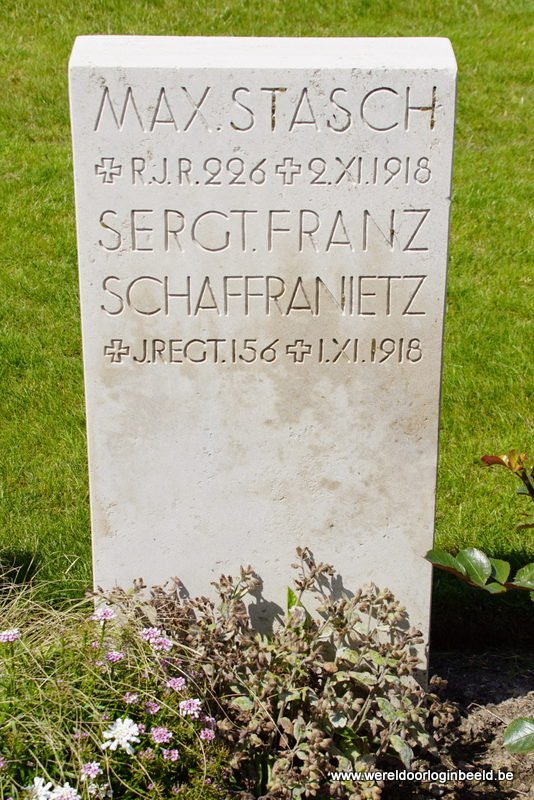 MAX. STASCH
✠ R.J.R. 226 ✠ 2.XI.1918
SERGT. FRANZ
SCHAFFRANIETZ
✠ J.REGT. 156 ✠ 1.XI.1918
www.wereldoorloginbeeld.be